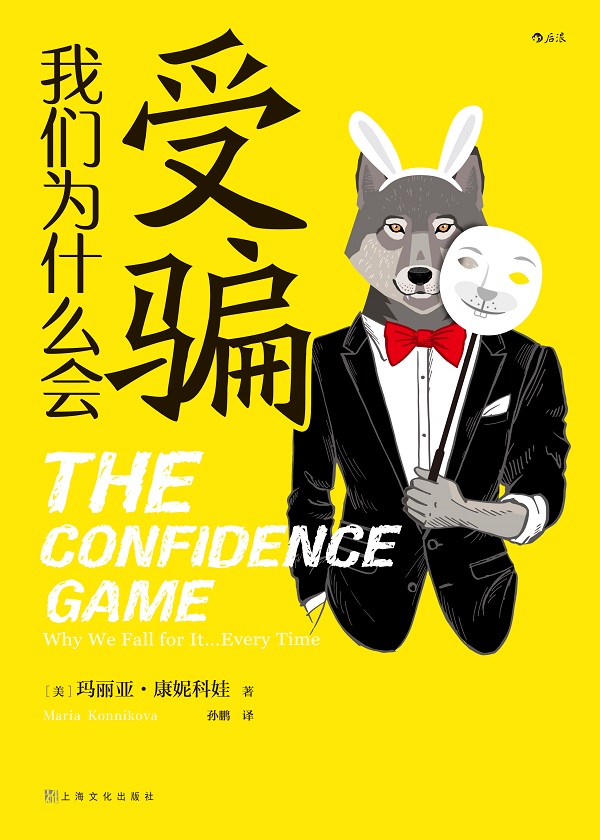 后浪
我们为什么会
受骗
THE
CONFIDENCE
GAME
Why We Fall for It...Every Time
[美]玛丽亚·康妮科娃 著
Maria Konnikova 孙鹏 译
上海文化出版社